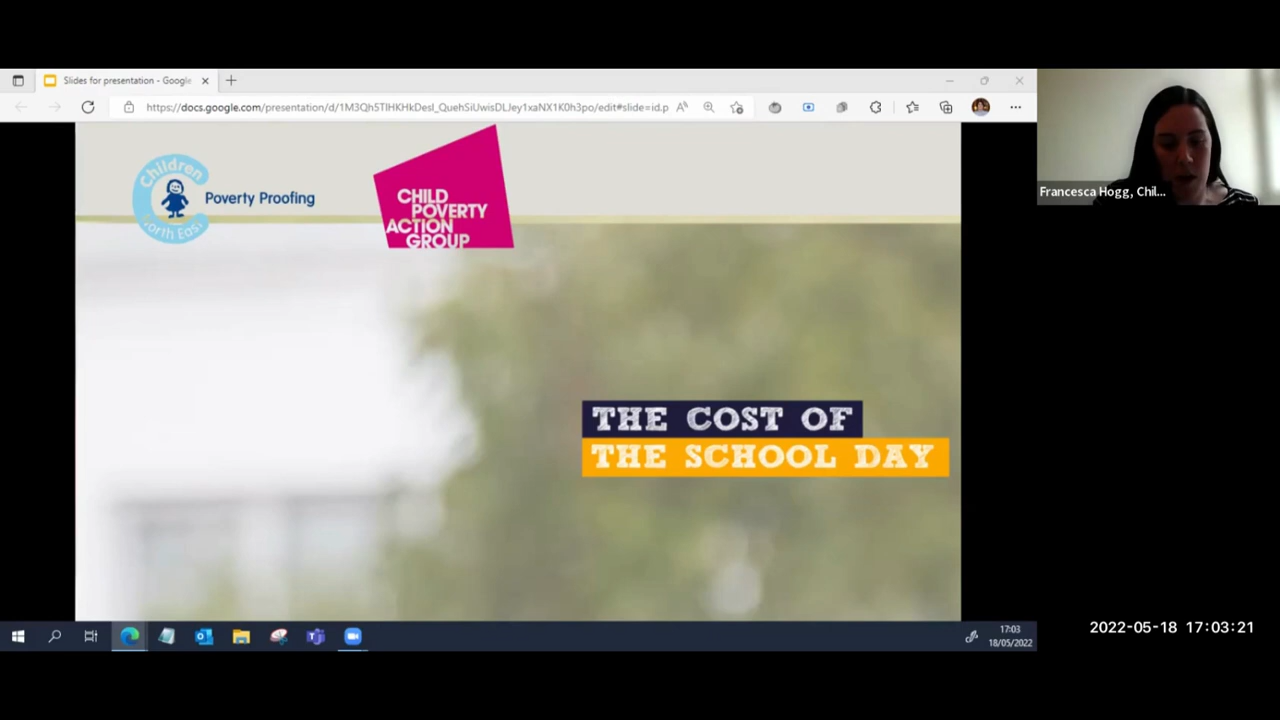 Slides for presentation - Google
https://docs.google.com/presentation/d/1M3Qh5TIHKHkDesl_QuehSiUwisDLJey1xaNX1K0h3po/edit#slide=id.p
Francesca Hogg, Chil...
Children
North East
Poverty Proofing
CHILD
POVERTY
ACTION
GROUP
THE COST OF
THE SCHOOL DAY
17:03
18/05/2022
2022-05-18 17:03:21